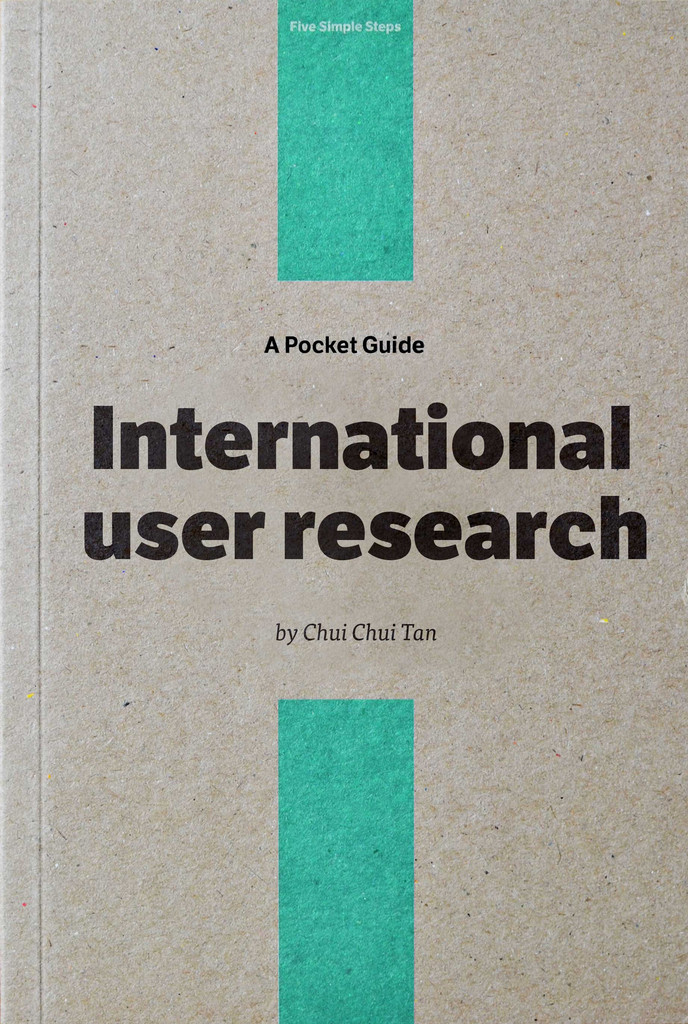 Five Simple Steps
A Pocket Guide
International
user research
by Chui Chui Tan